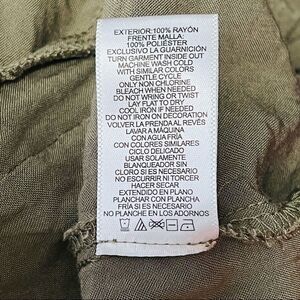 EXTERIOR:100% RAYÓN
FRENTE MALLA:
100% POLIÉSTER
EXCLUSIVO LA GUARNICIÓN
TURN GARMENT INSIDE OUT
MACHINE WASH COLD
WITH SIMILAR COLORS
GENTLE CYCLE
ONLY NON CHLORINE
BLEACH WHEN NEEDED
DO NOT WRING OR TWIST
LAY FLAT TO DRY
COOL IRON IF NEEDED
DO NOT IRON ON DECORATION
VOLVER LA PRENDA AL REVÉS
LAVAR A MÁQUINA
CON AGUA FRÍA
CON COLORES SIMILARES
CICLO DELICADO
USAR SOLAMENTE
BLANQUEADOR SIN
CLORO SI ES NECESARIO
NO ESCURRIR NI TORCER
HACER SECAR
EXTENDIDO EN PLANO
PLANCHAR CON PLANCHA
FRÍA SI ES NECESARIO
NO PLANCHE EN LOS ADORNOS